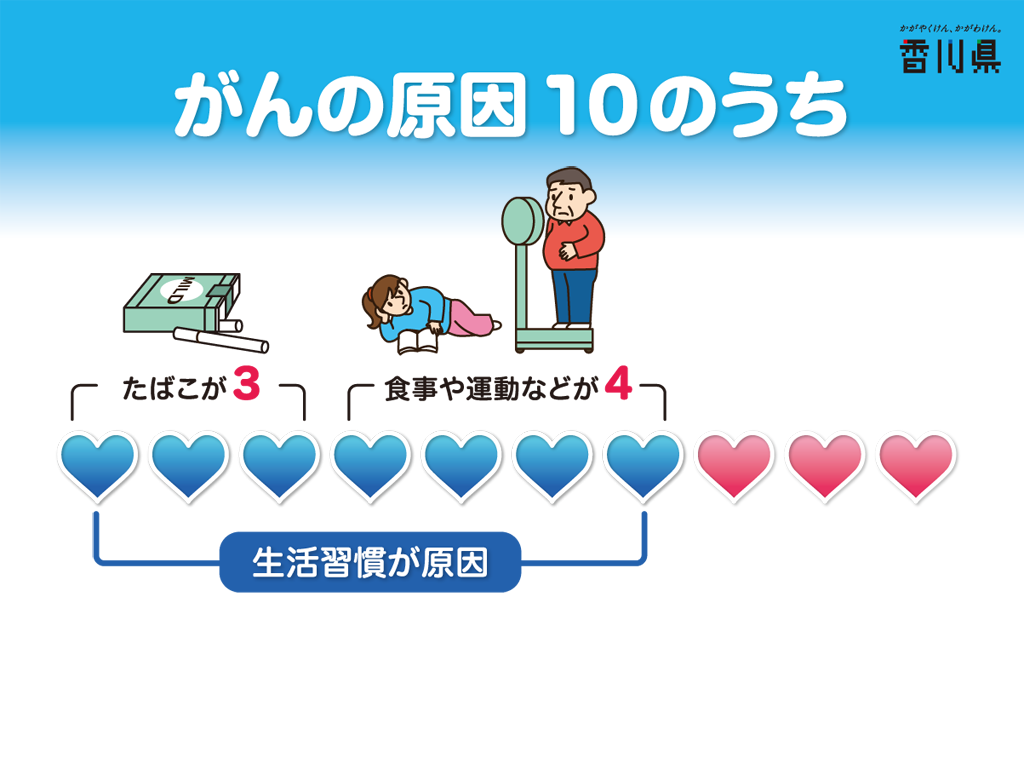 かがやくけん、かがわけん。
香川県
がんの原因10のうち
MILD
たばこが3
食事や運動などが4
生活習慣が原因